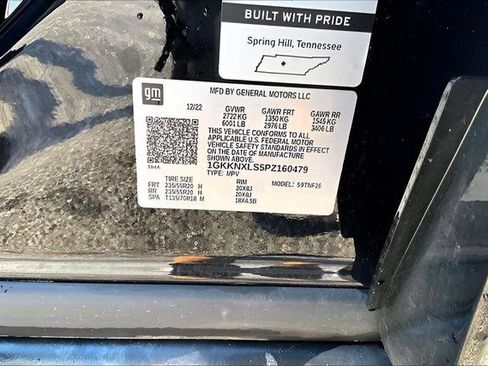 BUILT WITH PRIDE
Spring Hill, Tennessee
gm
MFD BY GENERAL MOTORS LLC
12/22 GVWR GAWR FRT GAWR RR
2722 KG 1350 KG 1545 KG
6001 LB 2976 LB 3406 LB
THIS VEHICLE CONFORMS TO ALL
APPLICABLE U.S. FEDERAL MOTOR
VEHICLE SAFETY STANDARDS IN EFFECT
ON THE DATE OF MANUFACTURE SHOWN ABOVE.
1GKKNXLS5PZ160479
TYPE: MPV
TIRE SIZE RIM MODEL: 59TNF26
FRT 235/55R20 H 20X8J
RR 235/55R20 H 20X8J
SPA T135/70R18 M 18X4.5B